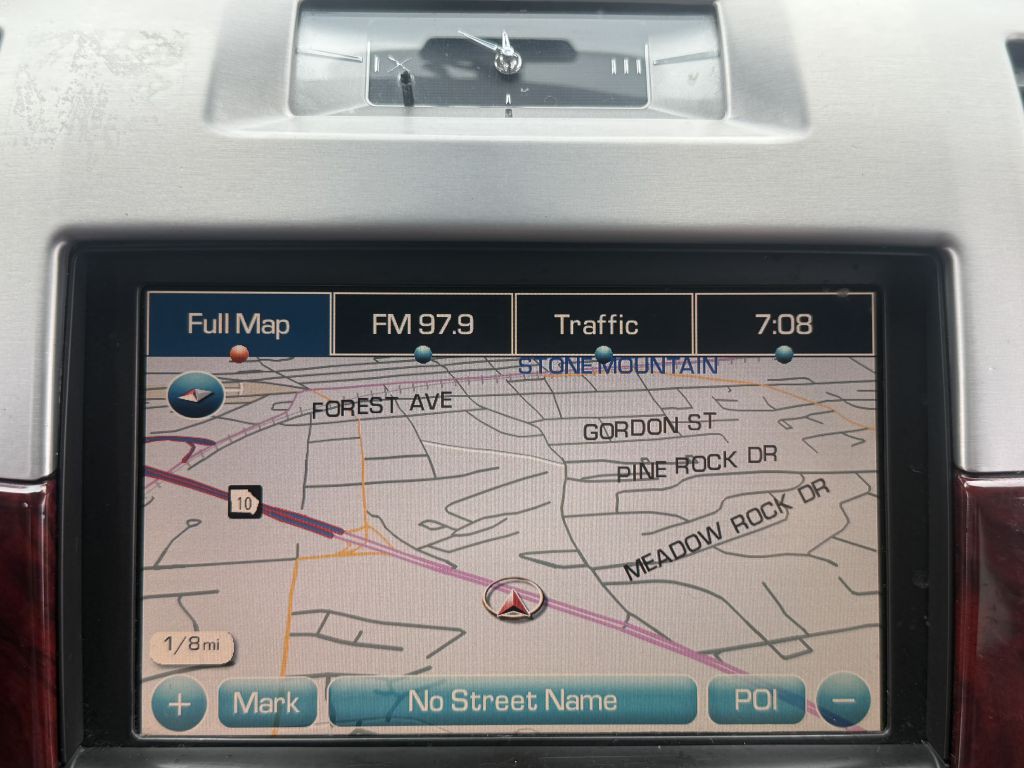 Full Map
FM 97.9
Traffic
7:08
STONE MOUNTAIN
FOREST AVE
GORDON ST
PINE ROCK DR
10
MEADOW ROCK DR
1/8mi
+
Mark
No Street Name
POI
−